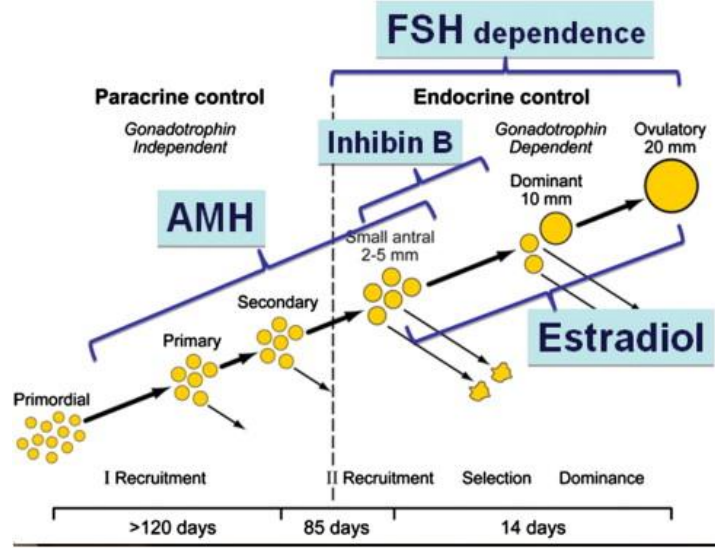 FSH dependence
Paracrine control
Endocrine control
Gonadotrophin
Independent
Inhibin B
Gonadotrophin
Dependent
Ovulatory
20 mm
AMH
Dominant
10 mm
Small antral
2-5 mm
Secondary
Primary
Estradiol
Primordial
I Recruitment
II Recruitment
Selection
Dominance
>120 days
85 days
14 days